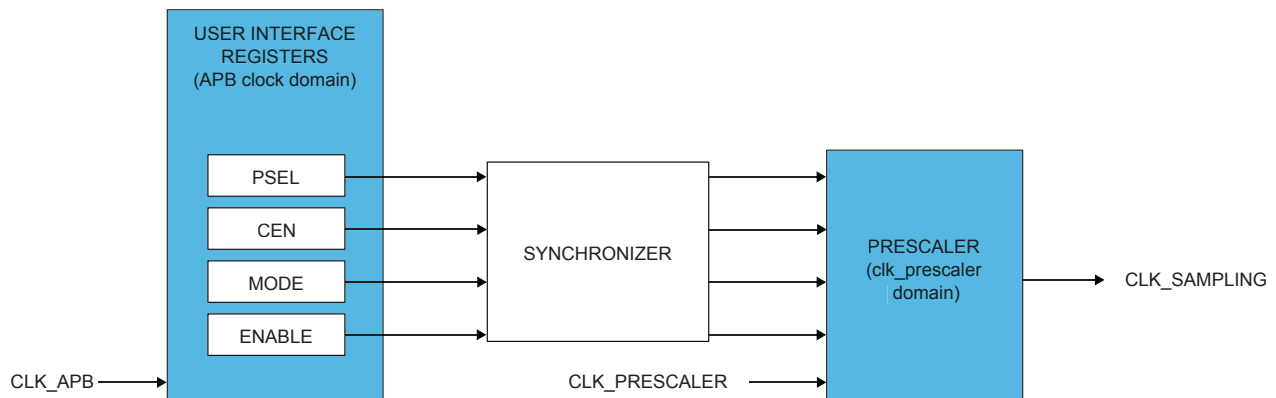 USER INTERFACE
REGISTERS
(APB clock domain)
PSEL
CEN
MODE
ENABLE
CLK_APB
SYNCHRONIZER
CLK_PRESCALER
PRESCALER
(clk_prescaler
domain)
CLK_SAMPLING